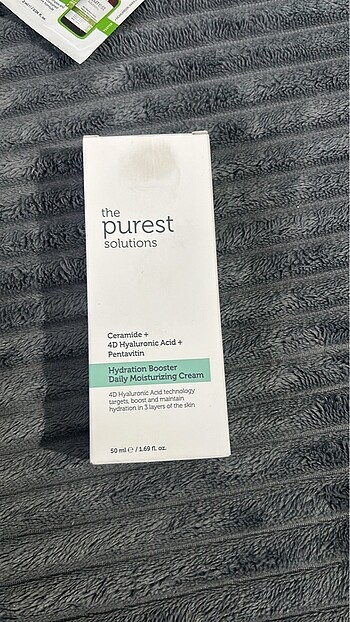 the
purest
solutions
Ceramide +
4D Hyaluronic Acid +
Pentavitin
Hydration Booster
Daily Moisturizing Cream
4D Hyaluronic Acid technology
targets, boost and maintain
hydration in 3 layers of the skin
50 ml ℮ / 1.69 fl. oz.